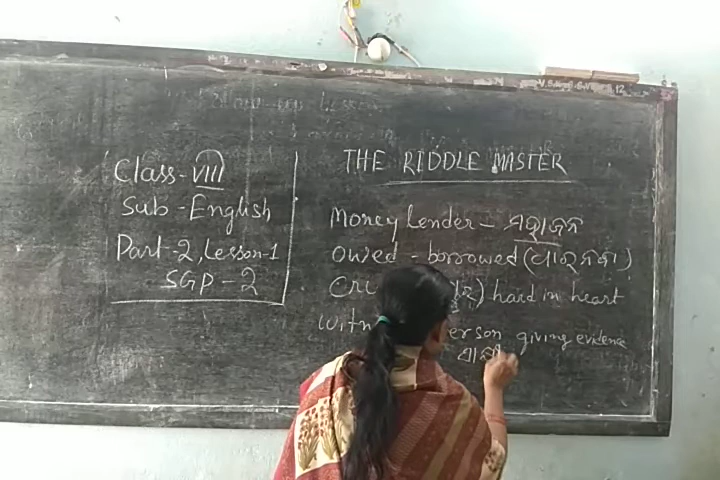 Class - VIII
Sub - English
Part-2, Lesson-1
SGP - 2
THE RIDDLE MASTER
Money Lender - ମହାଜନ
Owed - borrowed (ଧାର କରିବା)
hard in heart
person giving evidence
ସାକ୍ଷୀ